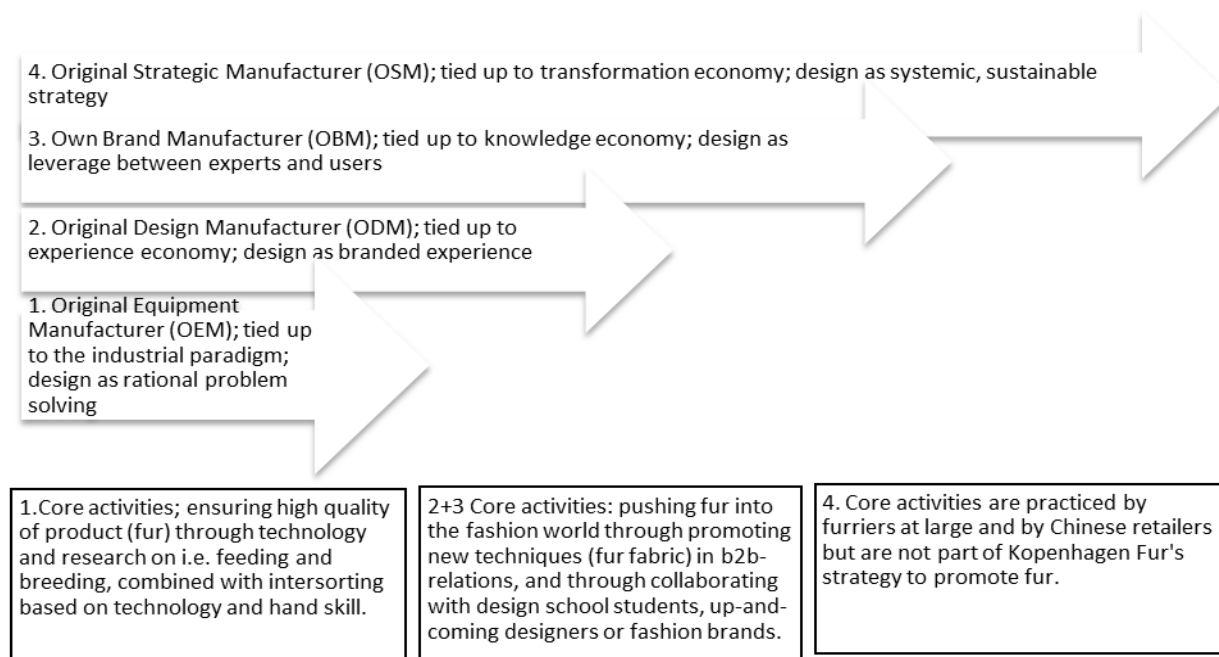 4. Original Strategic Manufacturer (OSM); tied up to transformation economy; design as systemic, sustainable
strategy
3. Own Brand Manufacturer (OBM); tied up to knowledge economy; design as
leverage between experts and users
2. Original Design Manufacturer (ODM); tied up to
experience economy; design as branded experience
1. Original Equipment
Manufacturer (OEM); tied up
to the industrial paradigm;
design as rational problem
solving
1.Core activities; ensuring high quality
of product (fur) through technology
and research on i.e. feeding and
breeding, combined with intersorting
based on technology and hand skill.
2+3 Core activities: pushing fur into
the fashion world through promoting
new techniques (fur fabric) in b2b-
relations, and through collaborating
with design school students, up-and-
coming designers or fashion brands.
4. Core activities are practiced by
furriers at large and by Chinese retailers
but are not part of Kopenhagen Fur's
strategy to promote fur.